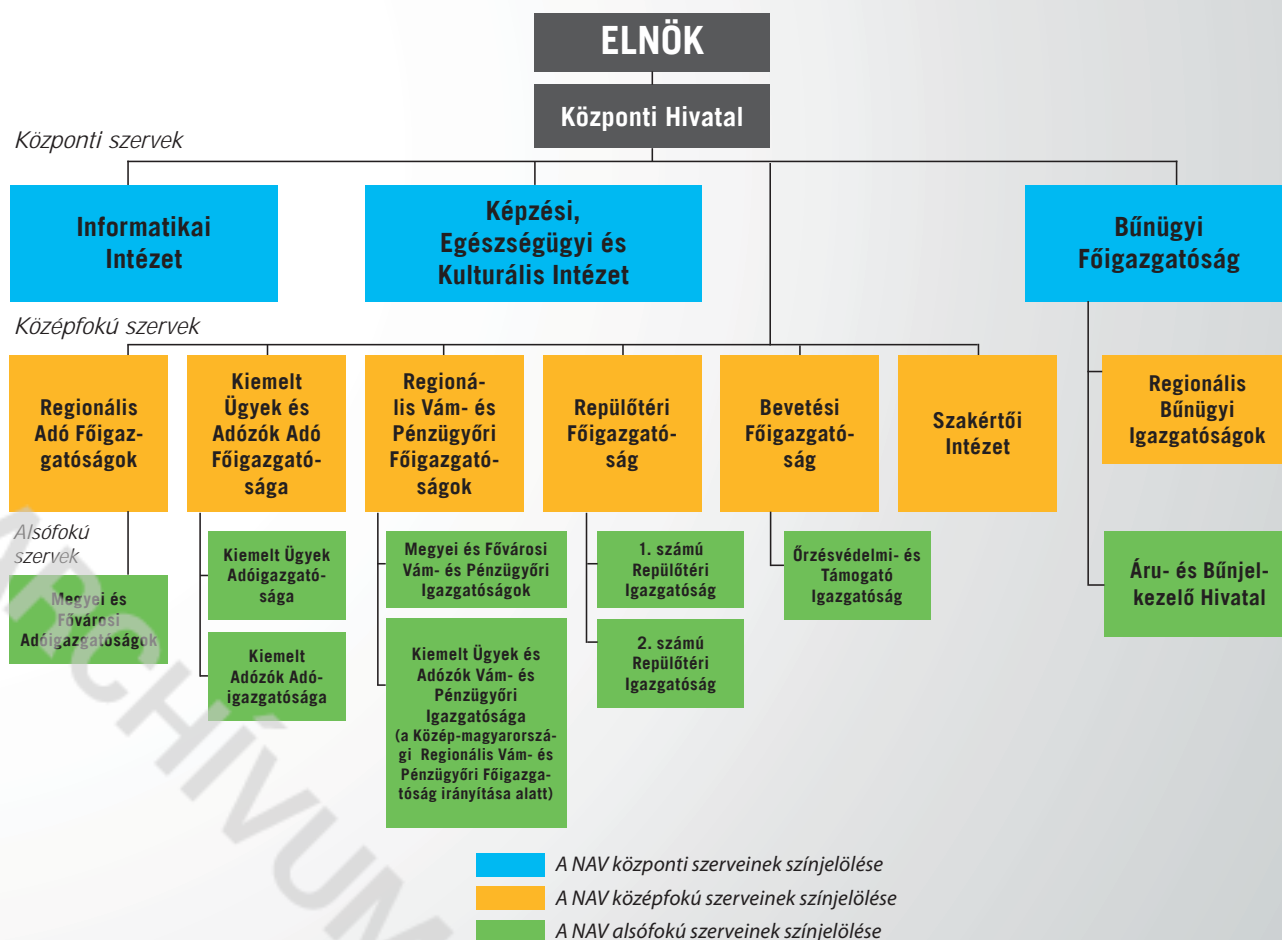 ELNÖK
Központi Hivatal
Központi szervek
Informatikai
Intézet
Képzési,
Egészségügyi és
Kulturális Intézet
Bűnügyi
Főigazgatóság
Középfokú szervek
Regionális
Adó Főigaz-
gatóságok
Kiemelt
Ügyek és
Adózók Adó
Főigazgató-
sága
Regioná-
lis Vám- és
Pénzügyőri
Főigazgató-
ságok
Repülőtéri
Főigazgató-
ság
Bevetési
Főigazgató-
ság
Szakértői
Intézet
Regionális
Bűnügyi
Igazgatóságok
Alsófokú
szervek
Megyei és
Fővárosi
Adóigazgatóságok
Kiemelt Ügyek
Adóigazgató-
sága
Kiemelt
Adózók Adó-
igazgatósága
Megyei és Fővárosi
Vám- és Pénzügyőri
Igazgatóságok
Kiemelt Ügyek és
Adózók Vám- és
Pénzügyőri
Igazgatósága
(a Közép-magyarorszá-
gi Regionális Vám- és
Pénzügyőri Főigazga-
tóság irányítása alatt)
1. számú
Repülőtéri
Igazgatóság
2. számú
Repülőtéri
Igazgatóság
Őrzésvédelmi- és
Támogató
Igazgatóság
Áru- és Bűnjel-
kezelő Hivatal
A NAV központi szerveinek színjelölése
A NAV középfokú szerveinek színjelölése
A NAV alsófokú szerveinek színjelölése
ARCHÍVUM